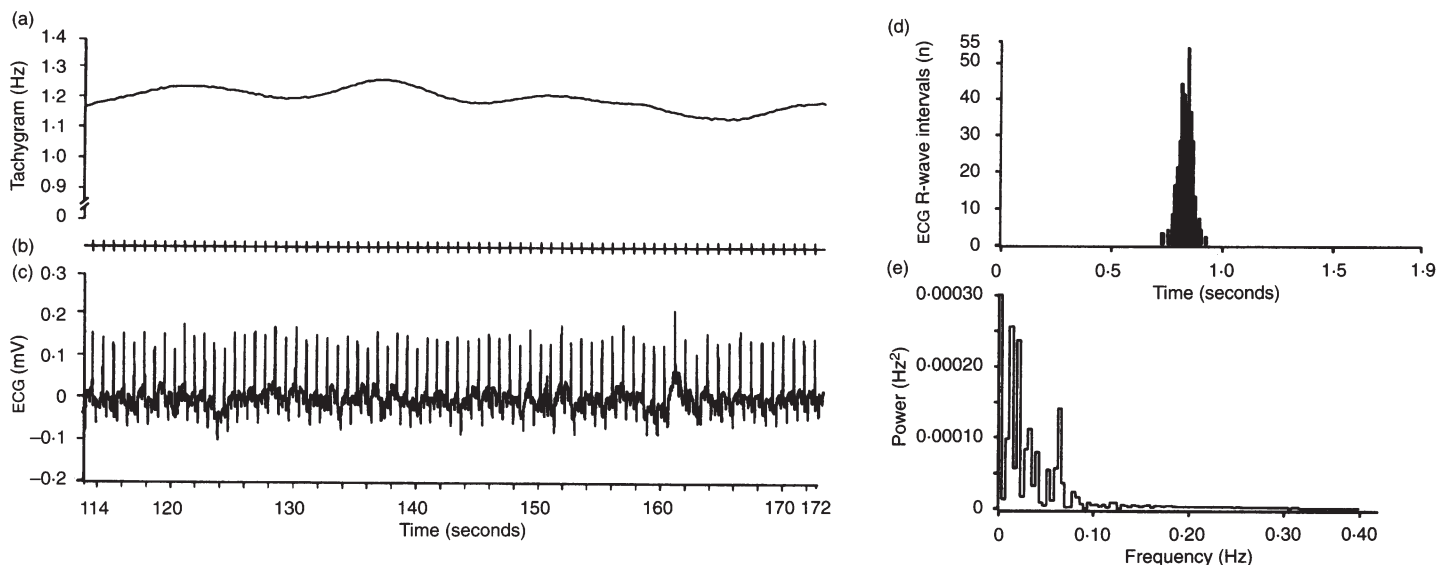 (a)
1·4
1·3
1·2
1·1
1·0
0·9
0
Tachygram (Hz)
(b)
(c)
0·3
0·2
0·1
0
–0·1
–0·2
ECG (mV)
114 120 130 140 150 160 170 172
Time (seconds)
(d)
55
50
40
30
20
10
0
ECG R-wave intervals (n)
0 0·5 1·0 1·5 1·9
Time (seconds)
(e)
0·00030
0·00020
0·00010
0
Power (Hz²)
0 0·10 0·20 0·30 0·40
Frequency (Hz)